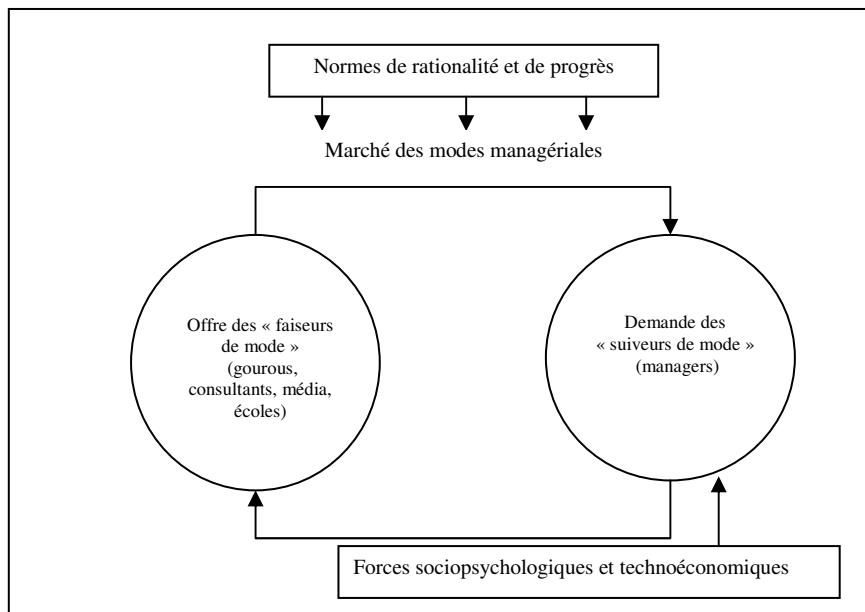 Normes de rationalité et de progrès
Marché des modes managériales
Offre des « faiseurs
de mode »
(gourous,
consultants, média,
écoles)
Demande des
« suiveurs de mode »
(managers)
Forces sociopsychologiques et technoéconomiques